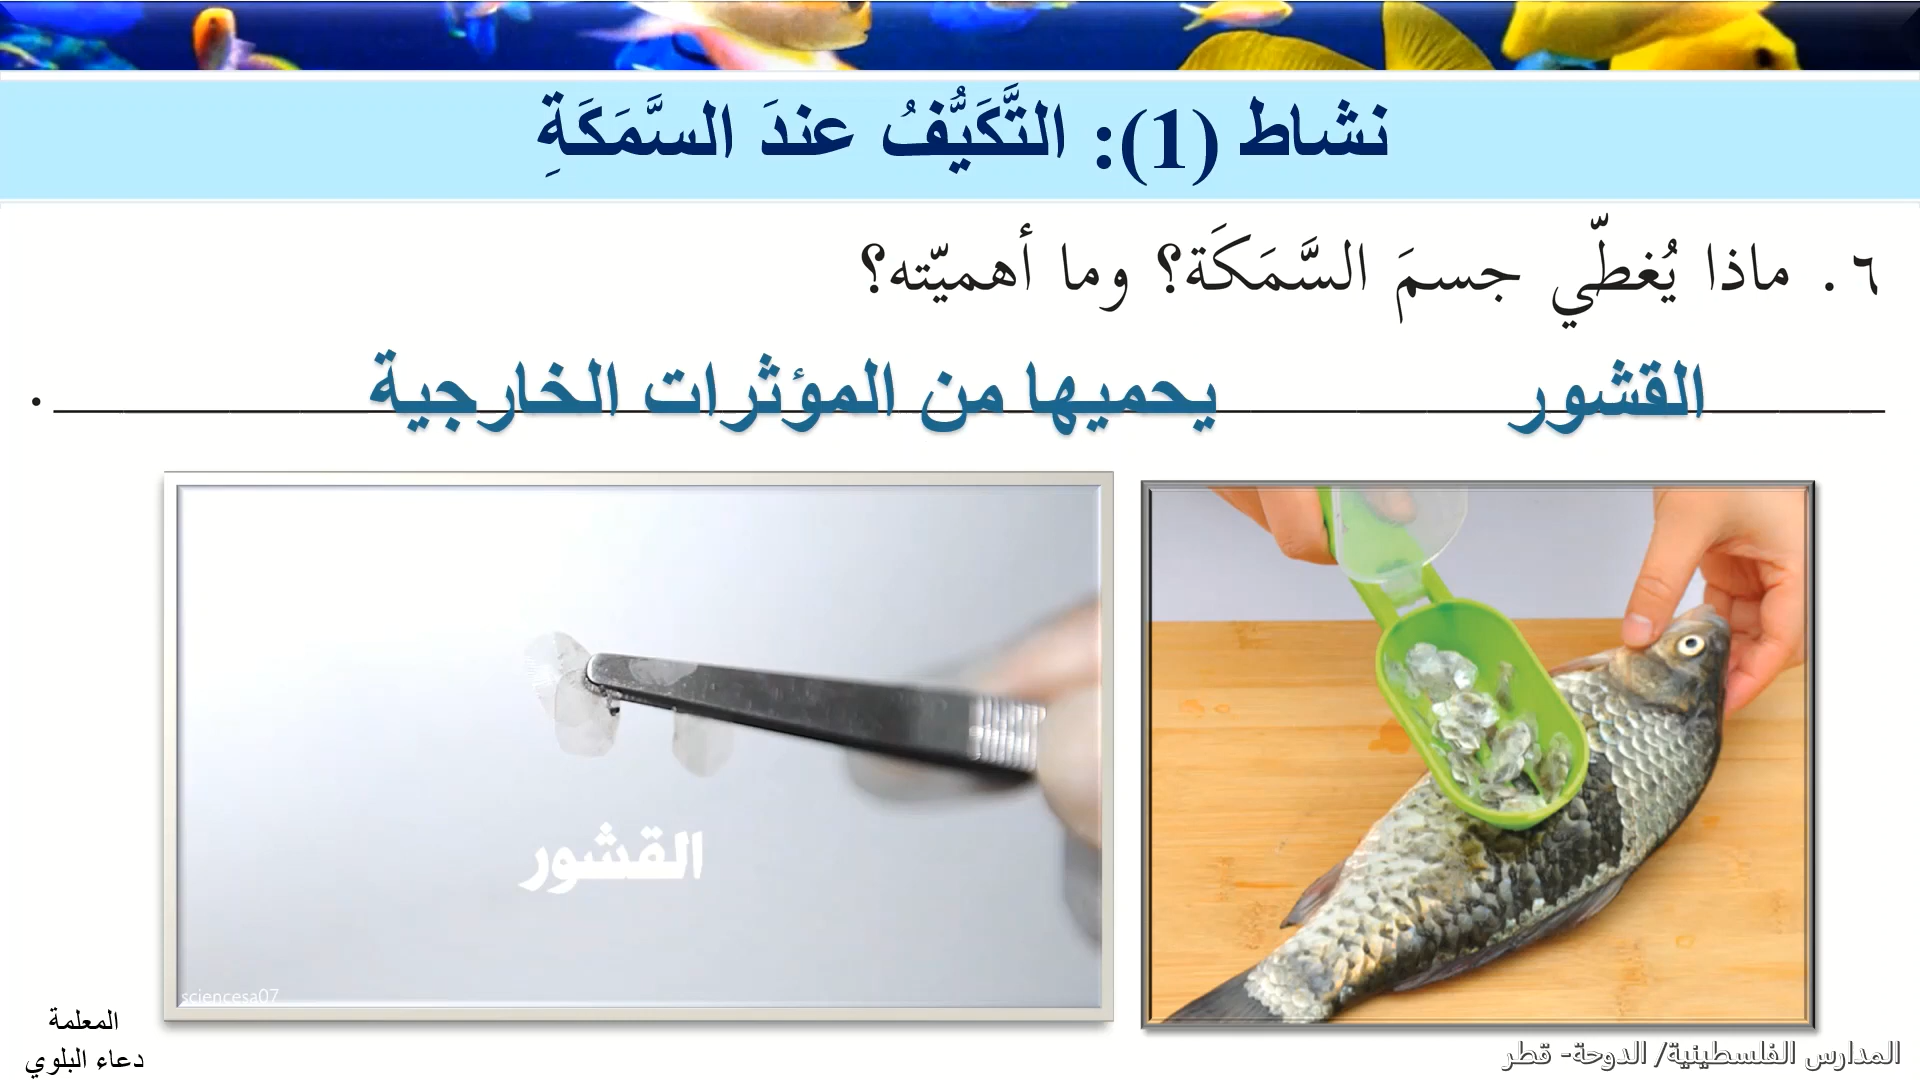 نشاط (1): التَّكَيُّفُ عندَ السَّمَكَةِ
٦. ماذا يُغطّي جسمَ السَّمَكَة؟ وما أهميّته؟
القشور يحميها من المؤثرات الخارجية .
القشور
sciencesa07
المعلمة
دعاء البلوي
المدارس الفلسطينية/ الدوحة- قطر